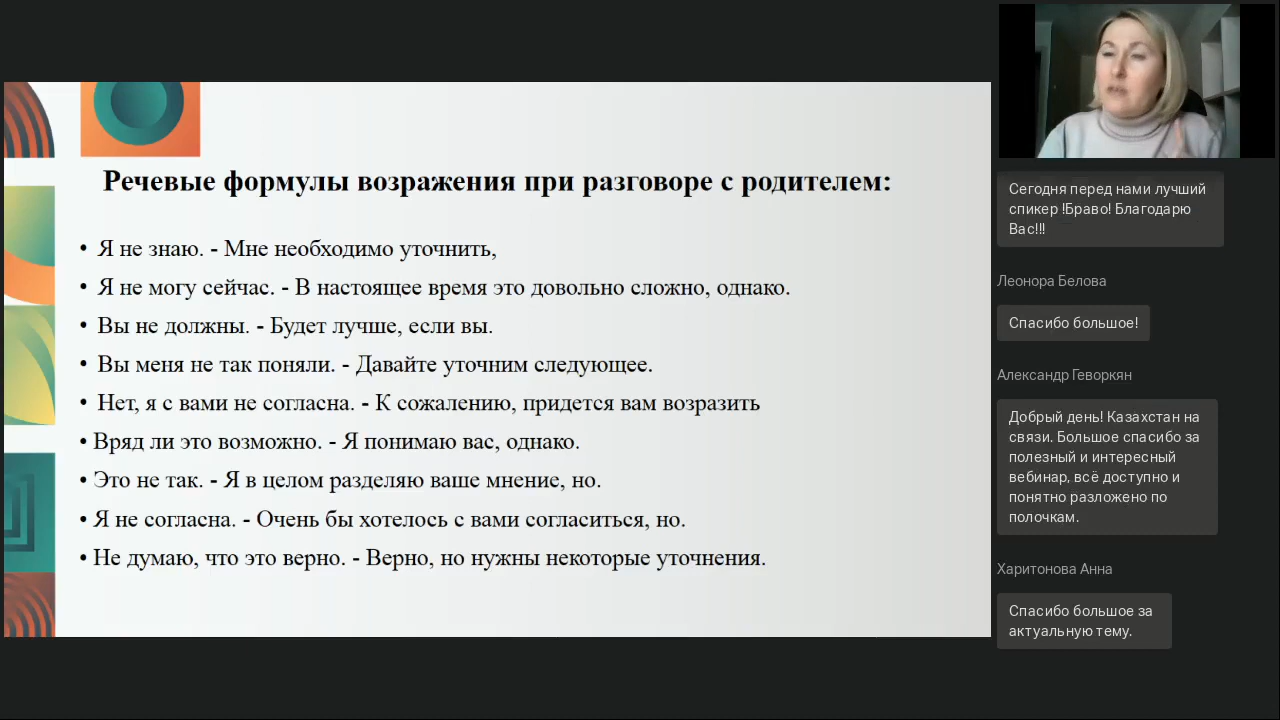 Речевые формулы возражения при разговоре с родителем:
• Я не знаю. - Мне необходимо уточнить,
• Я не могу сейчас. - В настоящее время это довольно сложно, однако.
• Вы не должны. - Будет лучше, если вы.
• Вы меня не так поняли. - Давайте уточним следующее.
• Нет, я с вами не согласна. - К сожалению, придется вам возразить
• Вряд ли это возможно. - Я понимаю вас, однако.
• Это не так. - Я в целом разделяю ваше мнение, но.
• Я не согласна. - Очень бы хотелось с вами согласиться, но.
• Не думаю, что это верно. - Верно, но нужны некоторые уточнения.
Сегодня перед нами лучший
спикер !Браво! Благодарю
Вас!!!
Леонора Белова
Спасибо большое!
Александр Геворкян
Добрый день! Казахстан на
связи. Большое спасибо за
полезный и интересный
вебинар, всё доступно и
понятно разложено по
полочкам.
Харитонова Анна
Спасибо большое за
актуальную тему.